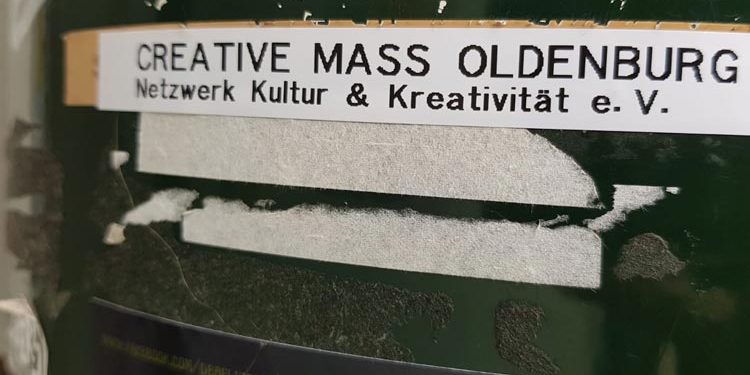 CREATIVE MASS OLDENBURG
Netzwerk Kultur & Kreativität e. V.